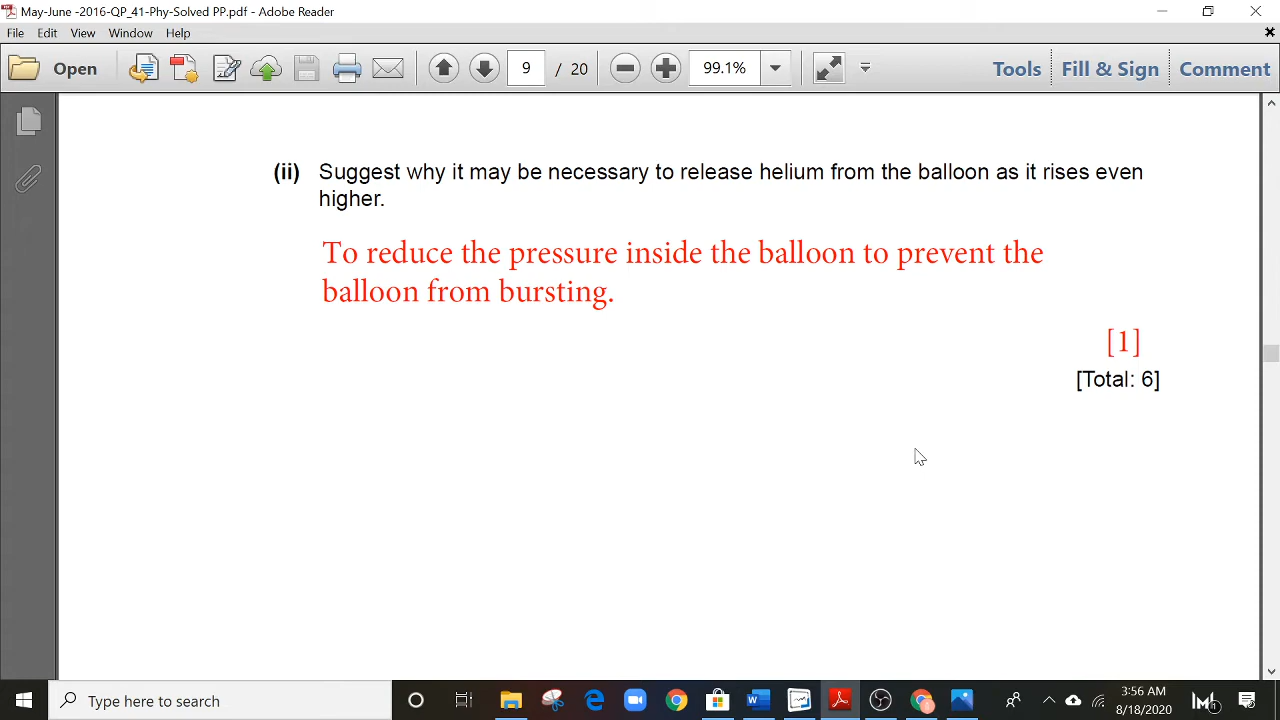 May-June -2016-QP_41-Phy-Solved PP.pdf - Adobe Reader
File Edit View Window Help
Open 9 / 20 99.1% Tools Fill & Sign Comment
(ii) Suggest why it may be necessary to release helium from the balloon as it rises even
higher.
To reduce the pressure inside the balloon to prevent the
balloon from bursting.
[1]
[Total: 6]
Type here to search
3:56 AM
8/18/2020